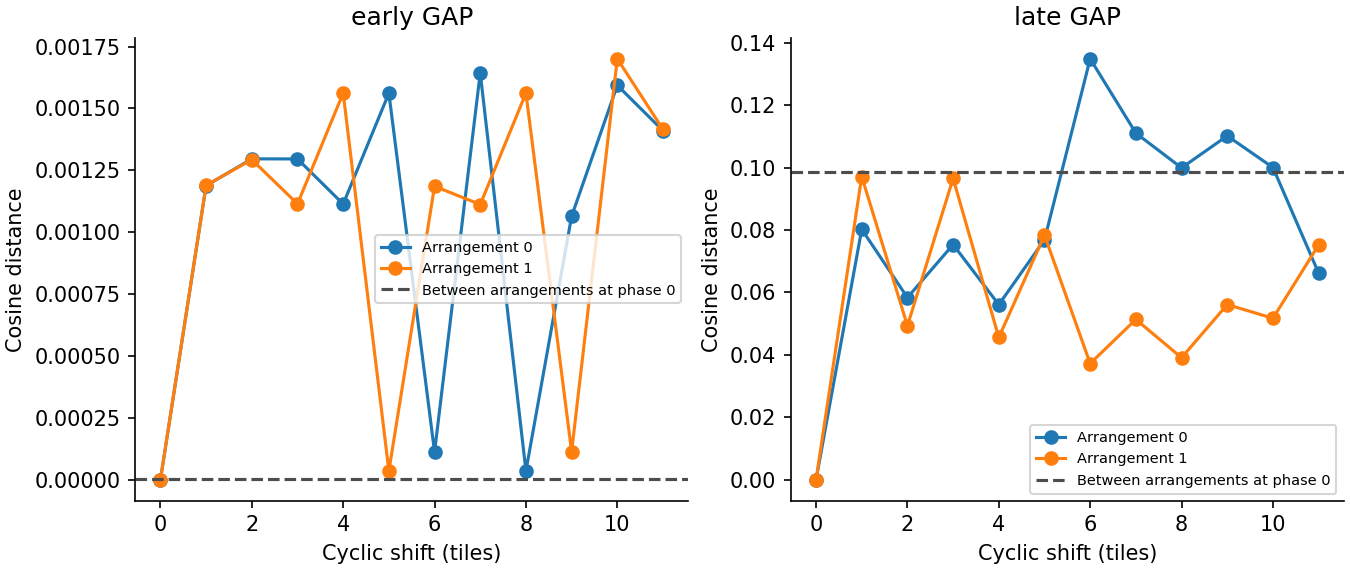 early GAP
0.00175
0.00150
0.00125
0.00100
0.00075
0.00050
0.00025
0.00000
Cosine distance
0 2 4 6 8 10
Cyclic shift (tiles)
Arrangement 0
Arrangement 1
Between arrangements at phase 0
late GAP
0.14
0.12
0.10
0.08
0.06
0.04
0.02
0.00
Cosine distance
0 2 4 6 8 10
Cyclic shift (tiles)
Arrangement 0
Arrangement 1
Between arrangements at phase 0